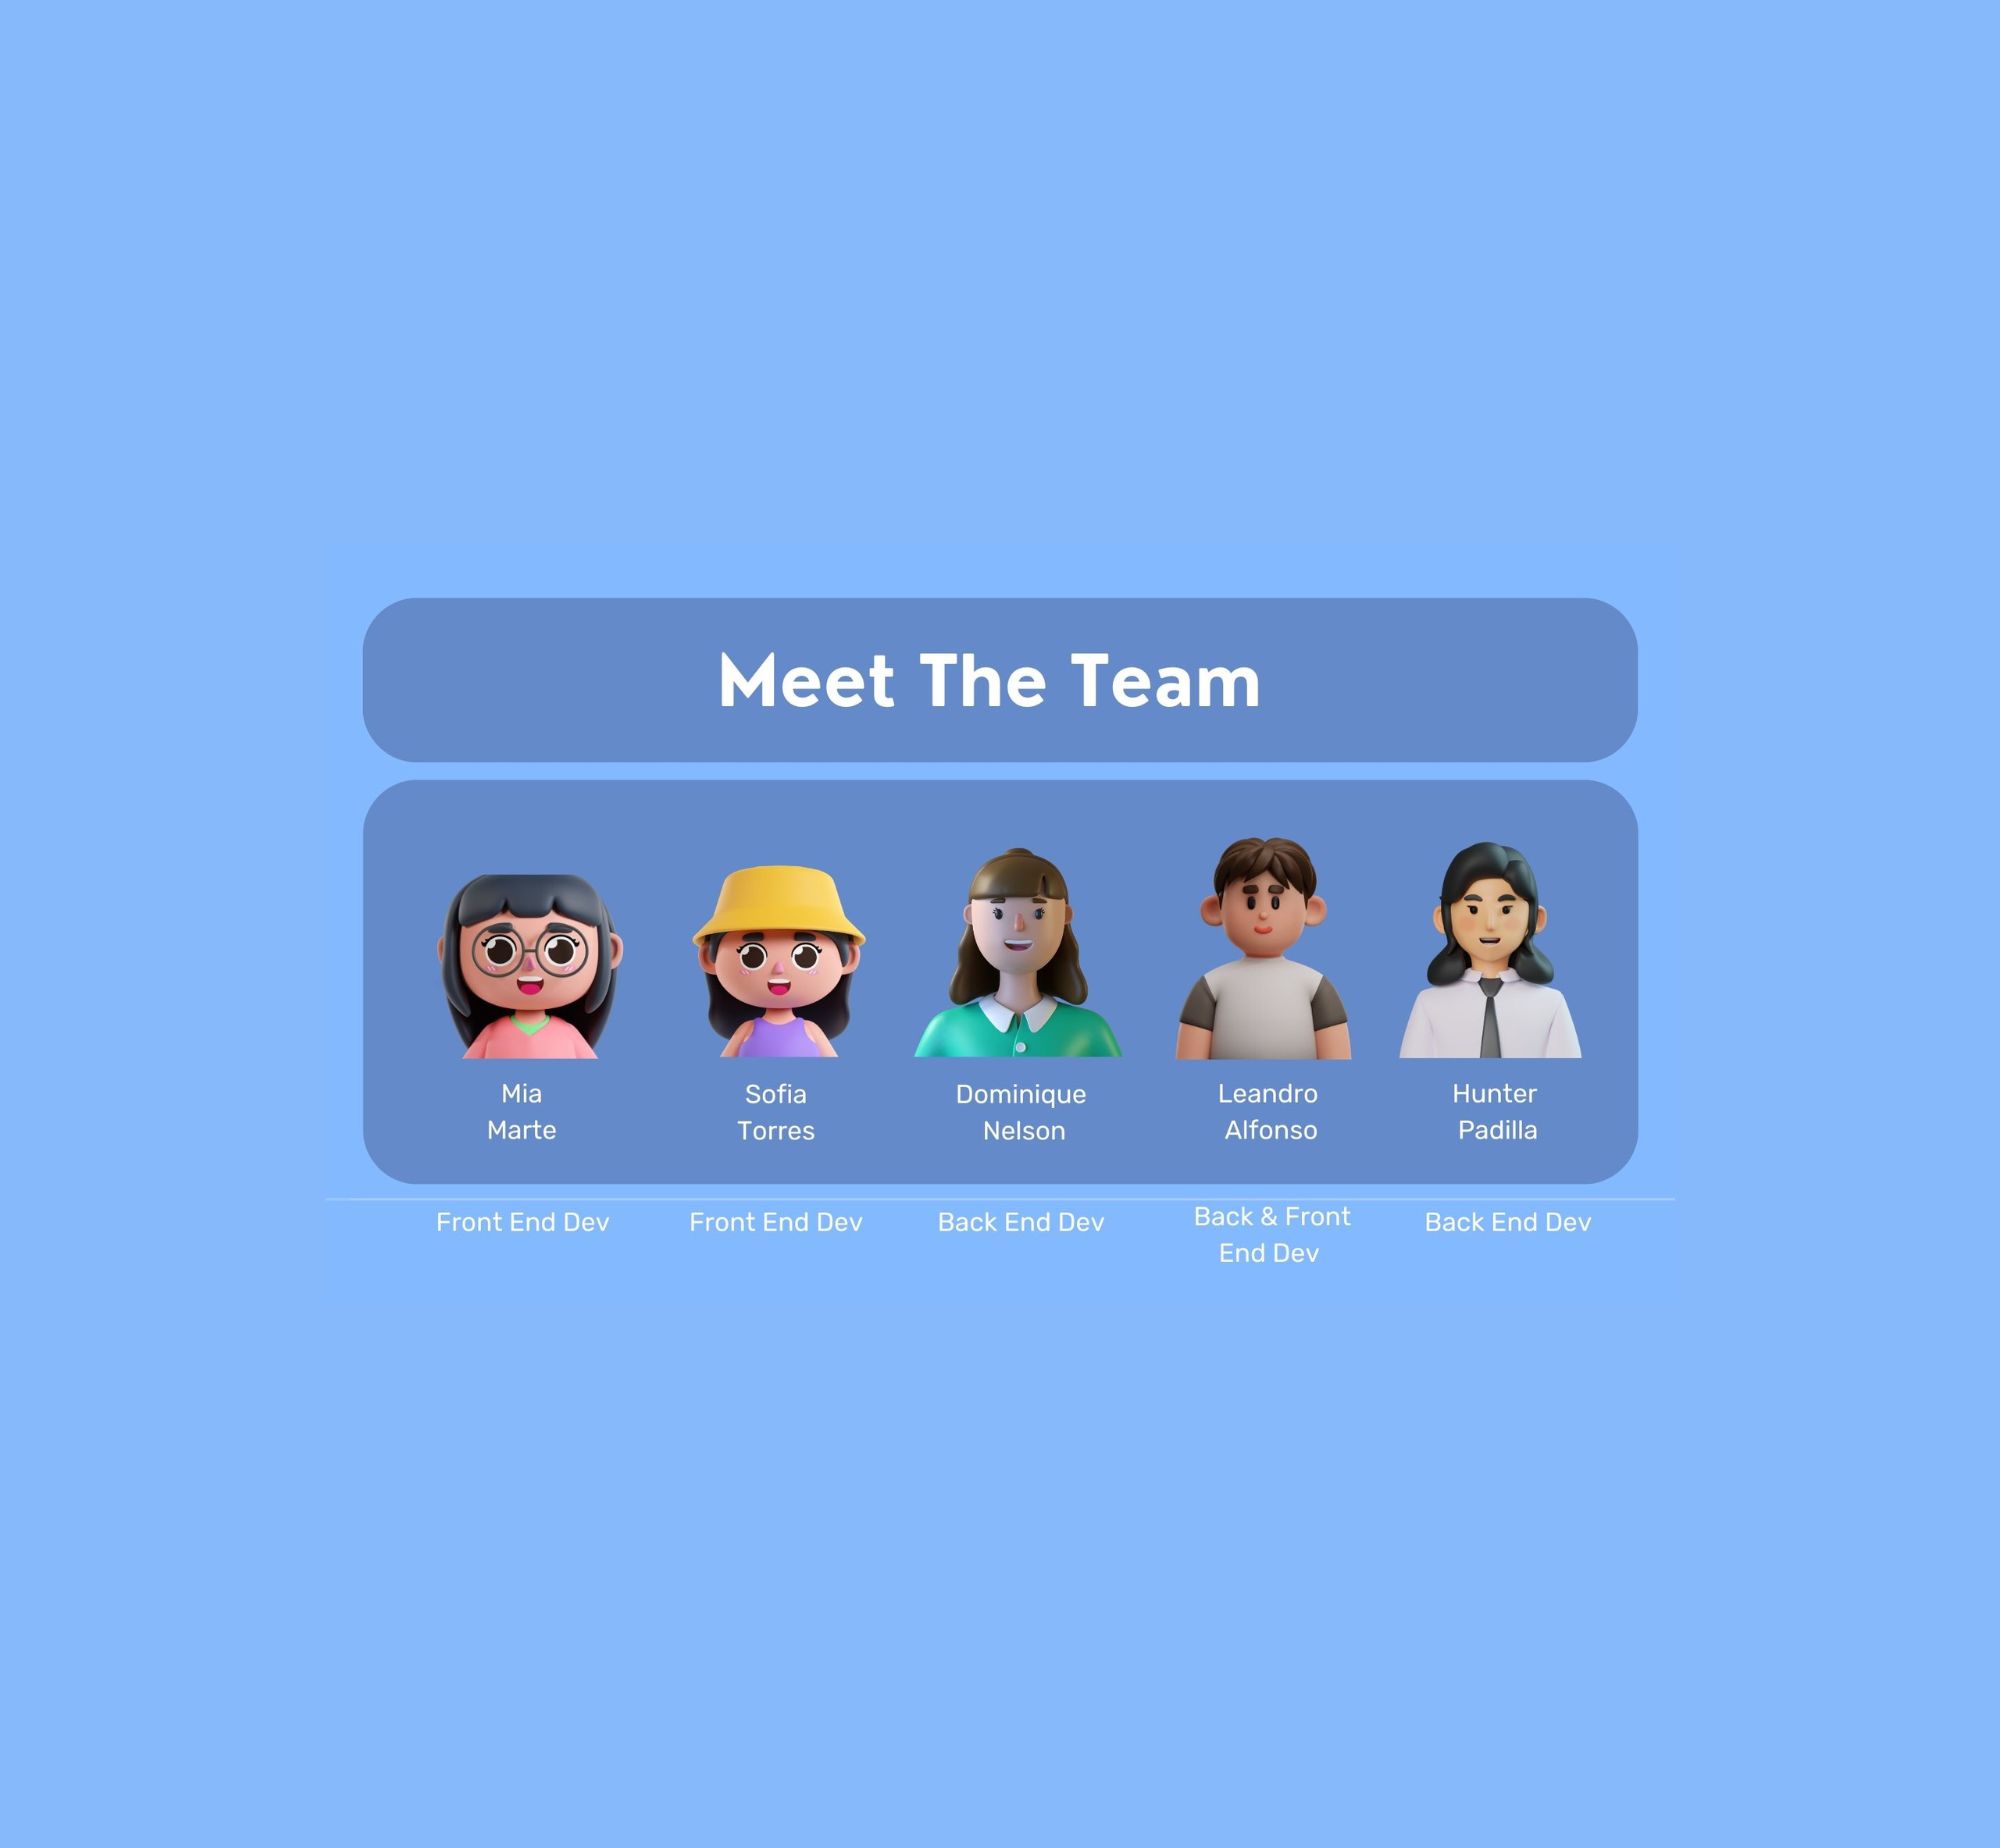 Meet The Team
Mia
Marte
Sofia
Torres
Dominique
Nelson
Leandro
Alfonso
Hunter
Padilla
Front End Dev
Front End Dev
Back End Dev
Back & Front
End Dev
Back End Dev